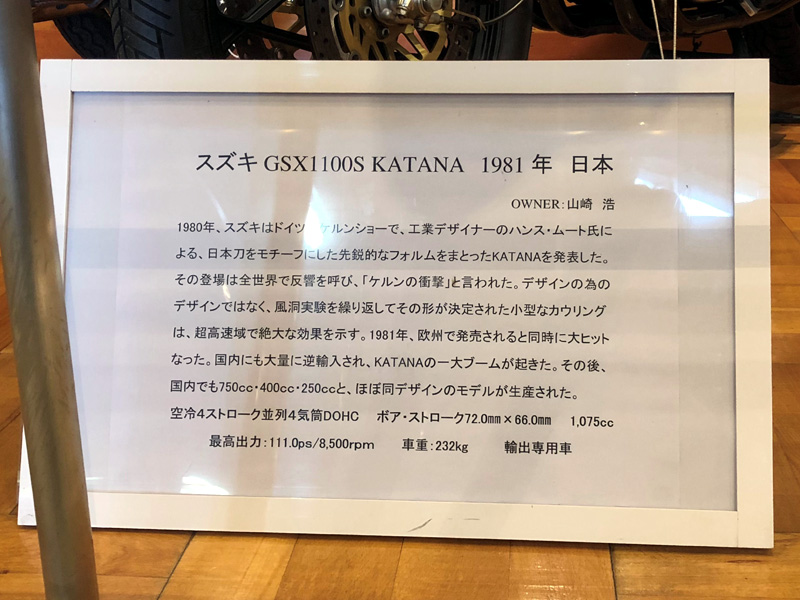 スズキ GSX1100S KATANA 1981 年 日本
OWNER:山崎 浩
1980年、スズキはドイツ ケルンショーで、工業デザイナーのハンス・ムート氏に
よる、日本刀をモチーフにした先鋭的なフォルムをまとったKATANAを発表した。
その登場は全世界で反響を呼び、「ケルンの衝撃」と言われた。デザインの為の
デザインではなく、風洞実験を繰り返してその形が決定された小型なカウリング
は、超高速域で絶大な効果を示す。1981年、欧州で発売されると同時に大ヒット
なった。国内にも大量に逆輸入され、KATANAの一大ブームが起きた。その後、
国内でも750cc・400cc・250ccと、ほぼ同デザインのモデルが生産された。
空冷4ストローク並列4気筒DOHC ボア・ストローク72.0㎜×66.0㎜ 1,075cc
最高出力:111.0ps/8,500rpm 車重:232kg 輸出専用車